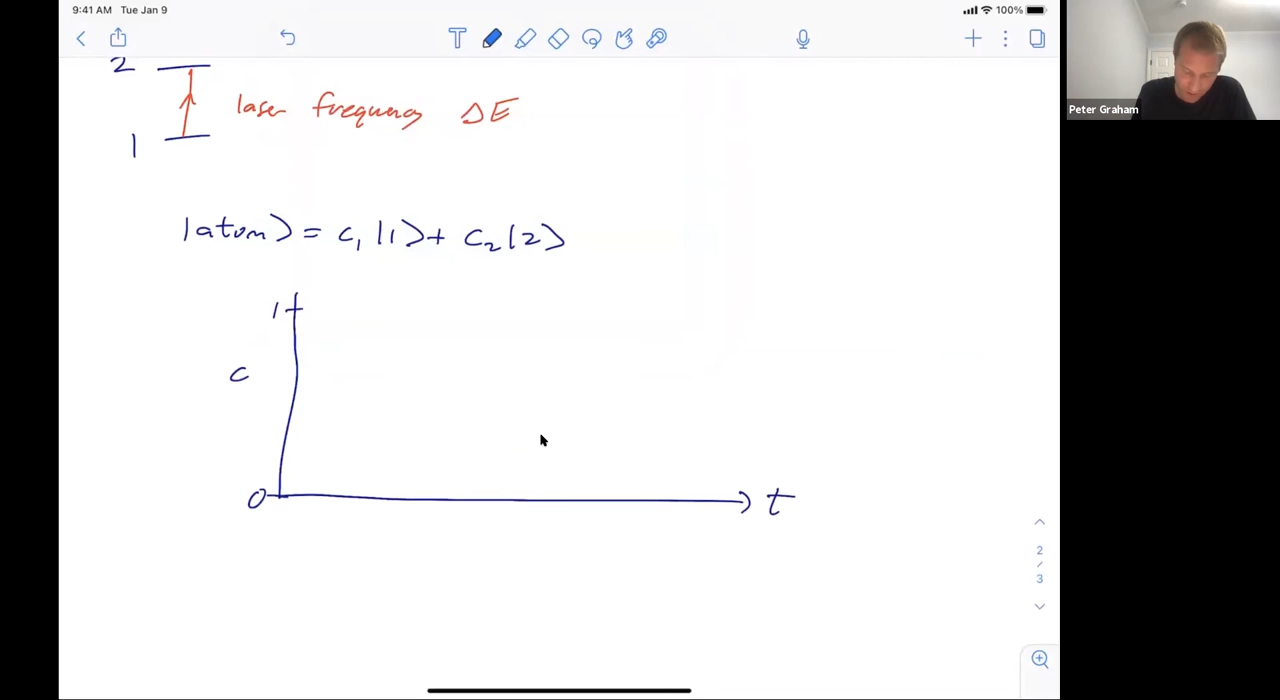 9:41 AM Tue Jan 9
100%
Peter Graham
2
laser frequency ΔE
1
|atom⟩ = c₁|1⟩ + c₂|2⟩
1
c
0
t
2
/
3